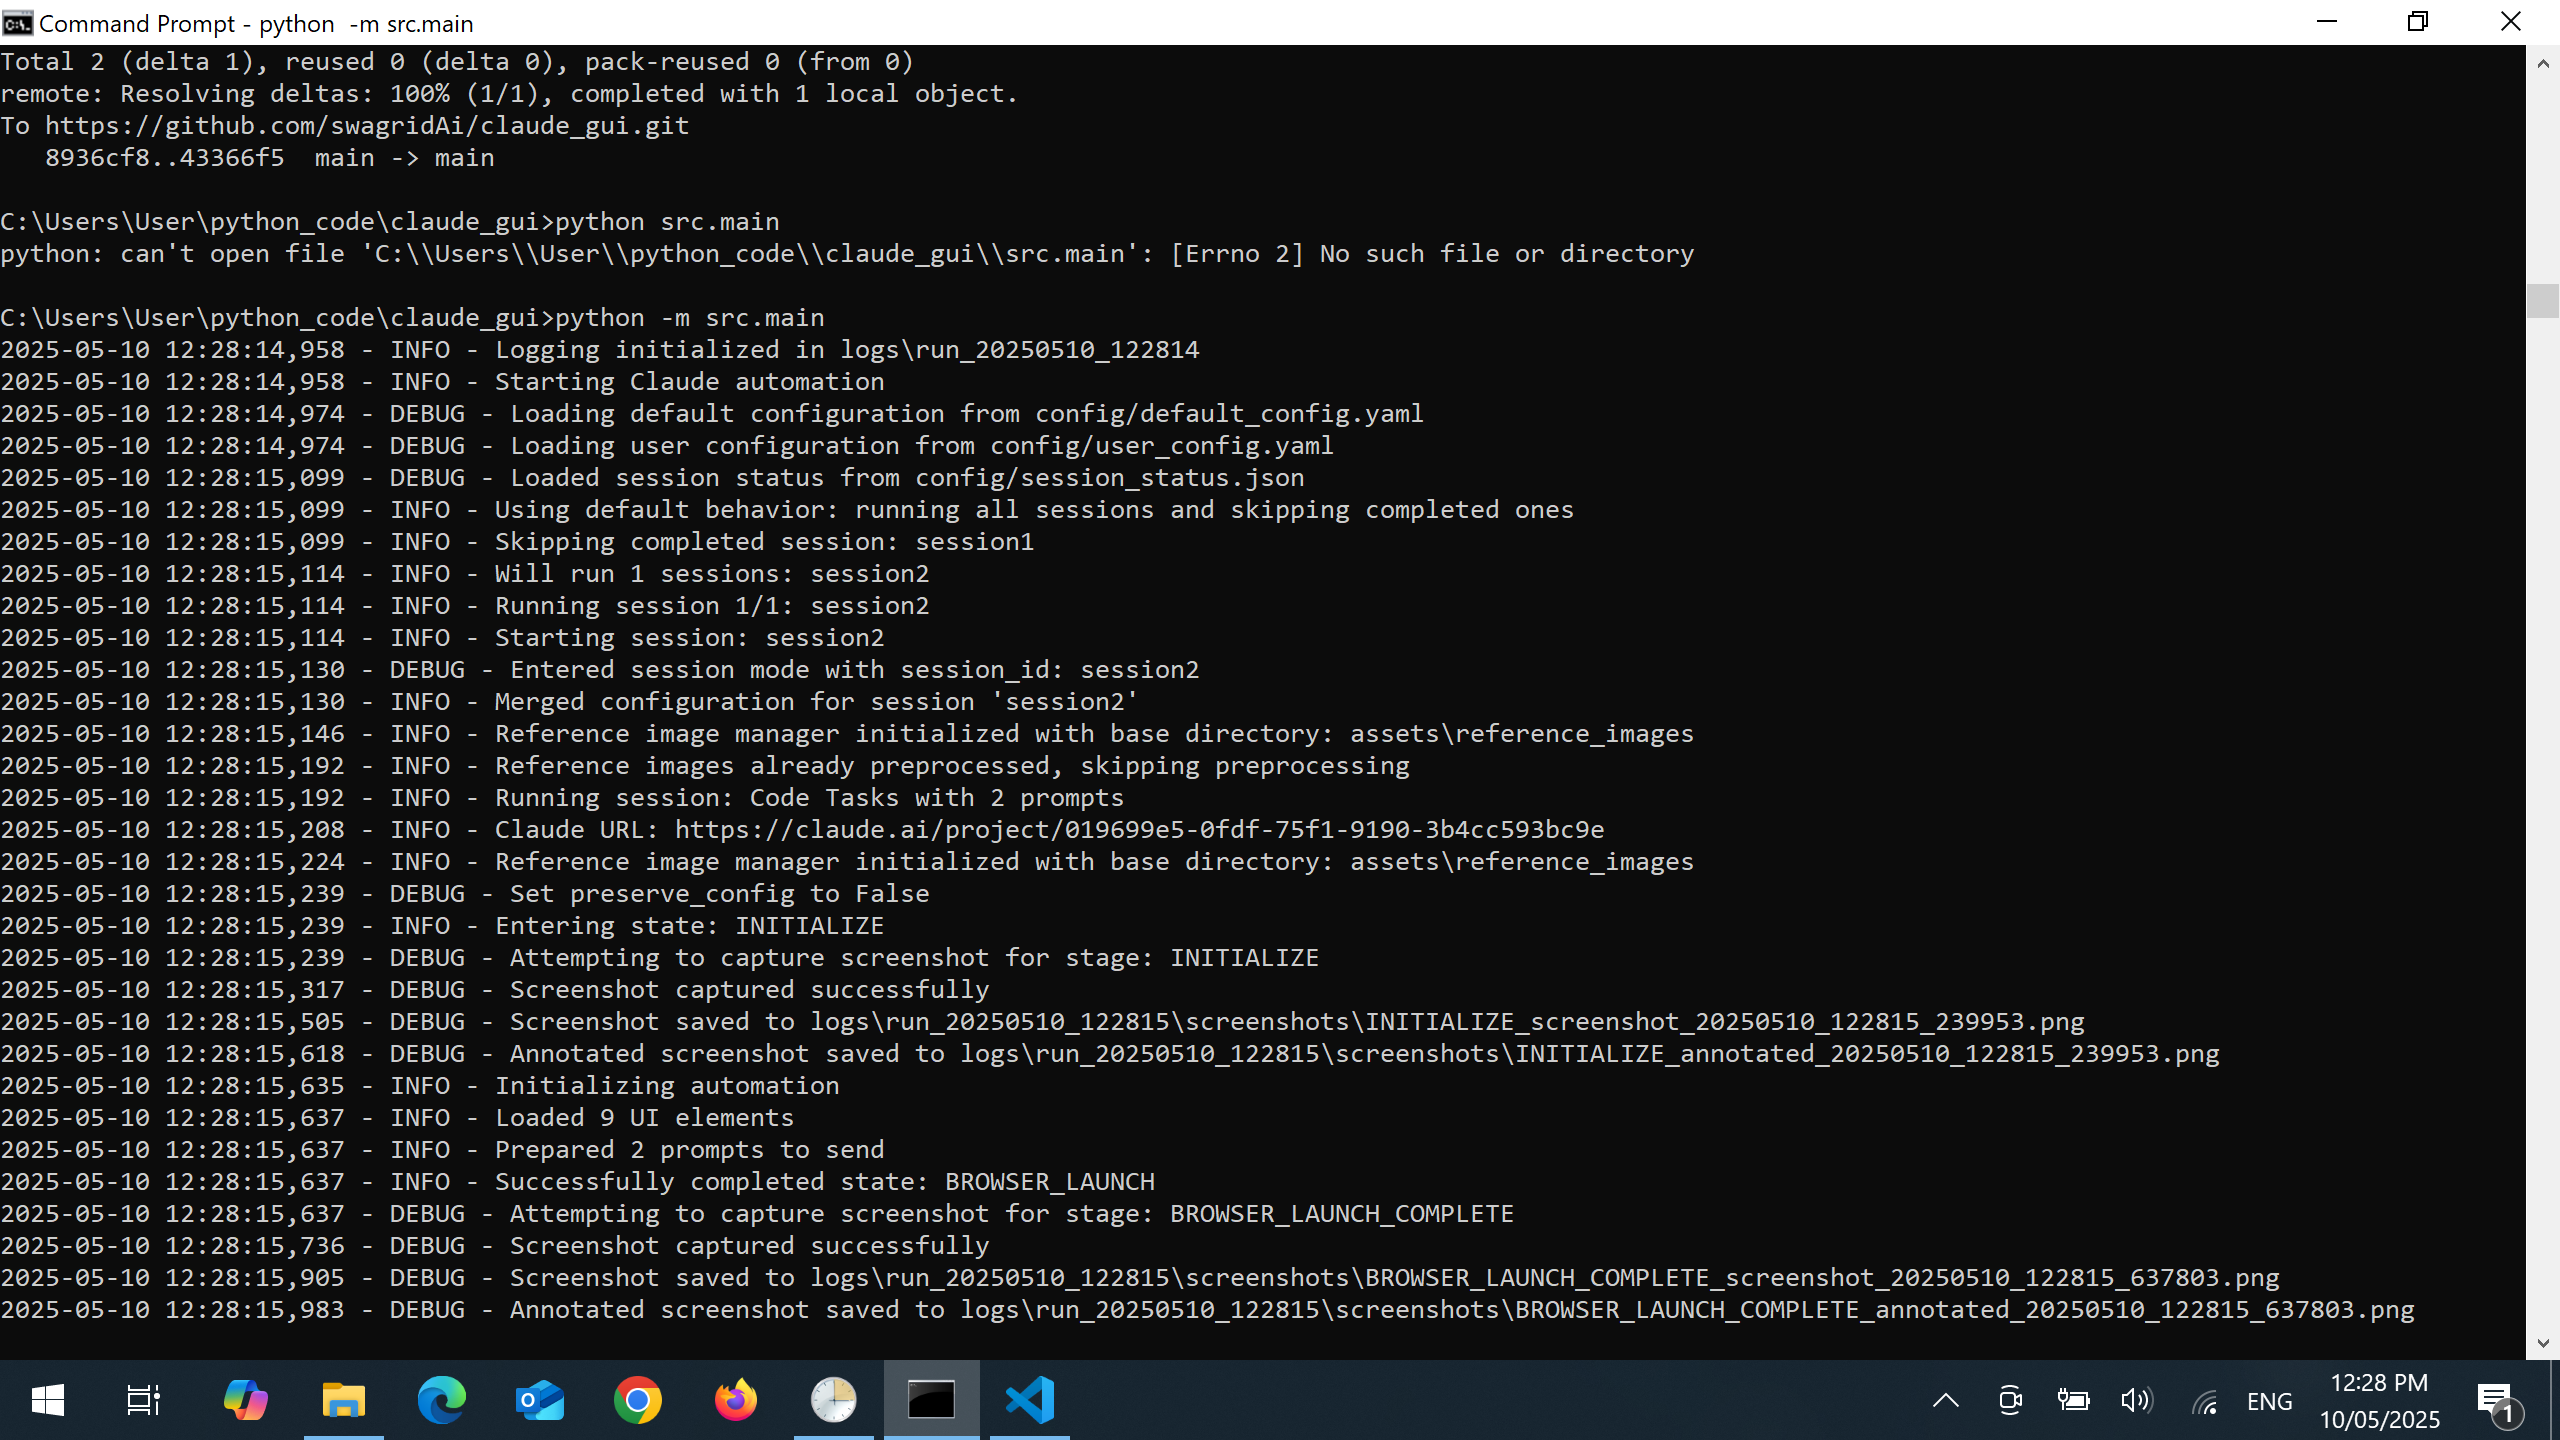 Command Prompt - python  -m src.main
Total 2 (delta 1), reused 0 (delta 0), pack-reused 0 (from 0)
remote: Resolving deltas: 100% (1/1), completed with 1 local object.
To https://github.com/swagridAi/claude_gui.git
   8936cf8..43366f5  main -> main
C:\Users\User\python_code\claude_gui>python src.main
python: can't open file 'C:\\Users\\User\\python_code\\claude_gui\\src.main': [Errno 2] No such file or directory
C:\Users\User\python_code\claude_gui>python -m src.main
2025-05-10 12:28:14,958 - INFO - Logging initialized in logs\run_20250510_122814
2025-05-10 12:28:14,958 - INFO - Starting Claude automation
2025-05-10 12:28:14,974 - DEBUG - Loading default configuration from config/default_config.yaml
2025-05-10 12:28:14,974 - DEBUG - Loading user configuration from config/user_config.yaml
2025-05-10 12:28:15,099 - DEBUG - Loaded session status from config/session_status.json
2025-05-10 12:28:15,099 - INFO - Using default behavior: running all sessions and skipping completed ones
2025-05-10 12:28:15,099 - INFO - Skipping completed session: session1
2025-05-10 12:28:15,114 - INFO - Will run 1 sessions: session2
2025-05-10 12:28:15,114 - INFO - Running session 1/1: session2
2025-05-10 12:28:15,114 - INFO - Starting session: session2
2025-05-10 12:28:15,130 - DEBUG - Entered session mode with session_id: session2
2025-05-10 12:28:15,130 - INFO - Merged configuration for session 'session2'
2025-05-10 12:28:15,146 - INFO - Reference image manager initialized with base directory: assets\reference_images
2025-05-10 12:28:15,192 - INFO - Reference images already preprocessed, skipping preprocessing
2025-05-10 12:28:15,192 - INFO - Running session: Code Tasks with 2 prompts
2025-05-10 12:28:15,208 - INFO - Claude URL: https://claude.ai/project/019699e5-0fdf-75f1-9190-3b4cc593bc9e
2025-05-10 12:28:15,224 - INFO - Reference image manager initialized with base directory: assets\reference_images
2025-05-10 12:28:15,239 - DEBUG - Set preserve_config to False
2025-05-10 12:28:15,239 - INFO - Entering state: INITIALIZE
2025-05-10 12:28:15,239 - DEBUG - Attempting to capture screenshot for stage: INITIALIZE
2025-05-10 12:28:15,317 - DEBUG - Screenshot captured successfully
2025-05-10 12:28:15,505 - DEBUG - Screenshot saved to logs\run_20250510_122815\screenshots\INITIALIZE_screenshot_20250510_122815_239953.png
2025-05-10 12:28:15,618 - DEBUG - Annotated screenshot saved to logs\run_20250510_122815\screenshots\INITIALIZE_annotated_20250510_122815_239953.png
2025-05-10 12:28:15,635 - INFO - Initializing automation
2025-05-10 12:28:15,637 - INFO - Loaded 9 UI elements
2025-05-10 12:28:15,637 - INFO - Prepared 2 prompts to send
2025-05-10 12:28:15,637 - INFO - Successfully completed state: BROWSER_LAUNCH
2025-05-10 12:28:15,637 - DEBUG - Attempting to capture screenshot for stage: BROWSER_LAUNCH_COMPLETE
2025-05-10 12:28:15,736 - DEBUG - Screenshot captured successfully
2025-05-10 12:28:15,905 - DEBUG - Screenshot saved to logs\run_20250510_122815\screenshots\BROWSER_LAUNCH_COMPLETE_screenshot_20250510_122815_637803.png
2025-05-10 12:28:15,983 - DEBUG - Annotated screenshot saved to logs\run_20250510_122815\screenshots\BROWSER_LAUNCH_COMPLETE_annotated_20250510_122815_637803.png
ENG
12:28 PM
10/05/2025
1